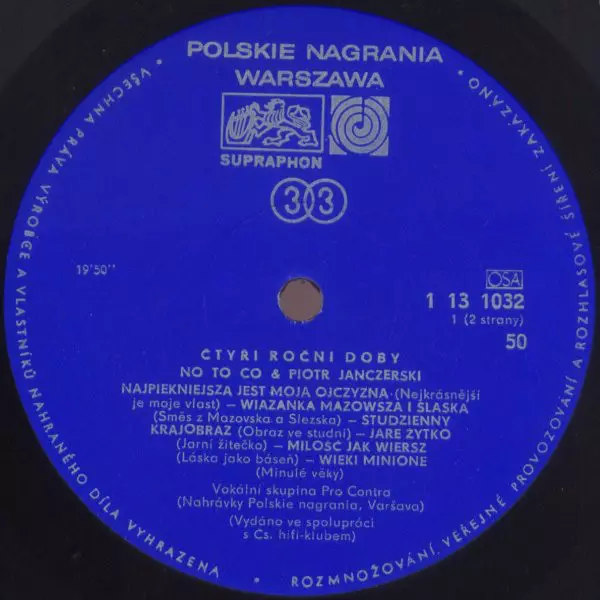 POLSKIE NAGRANIA
WARSZAWA
SUPRAPHON
33
19'50''
OSA
1 13 1032
1 (2 strany)
50
ČTYŘI ROČNÍ DOBY
NO TO CO & PIOTR JANCZERSKI
NAJPIEKNIEJSZA JEST MOJA OJCZYZNA (Nejkrásnější
je moje vlast) – WIAZANKA MAZOWSZA I ŚLASKA
(Směs z Mazovska a Slezska) – STUDZIENNY
KRAJOBRAZ (Obraz ve studni) – JARE ŻYTKO
(Jarní žitečko) – MILOŚĆ JAK WIERSZ
(Láska jako báseň) – WIEKI MINIONE
(Minulé věky)
Vokální skupina Pro Contra
(Nahrávky Polskie nagrania, Varšava)
(Vydáno ve spolupráci
s Čs. hifi-klubem)
• VŠECHNA PRÁVA VÝROBCE A VLASTNÍKŮ NAHRANÉHO DÍLA VYHRAZENA • ROZMNOŽOVÁNÍ, VEŘEJNÉ PROVOZOVÁNÍ A ROZHLASOVÉ ŠÍŘENÍ ZAKÁZÁNO •